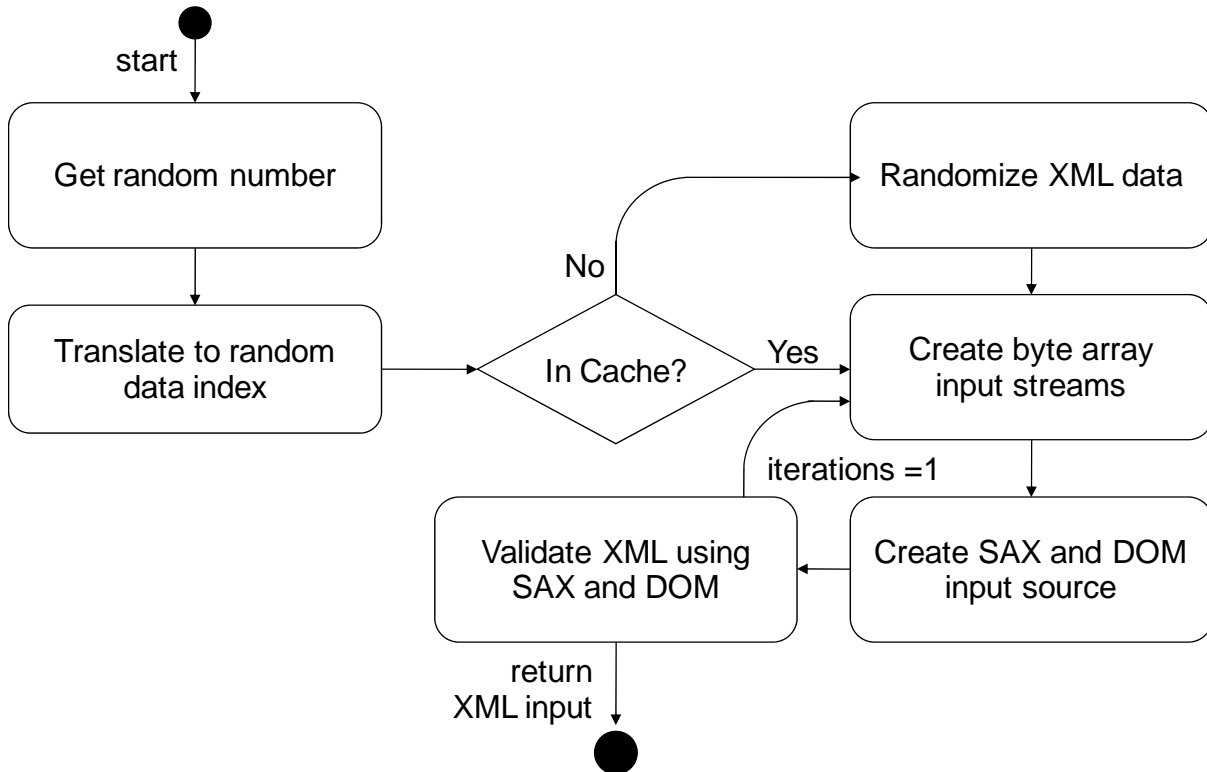 start
Get random number
Randomize XML data
No
Translate to random
data index
In Cache?
Yes
Create byte array
input streams
iterations =1
Validate XML using
SAX and DOM
Create SAX and DOM
input source
return
XML input